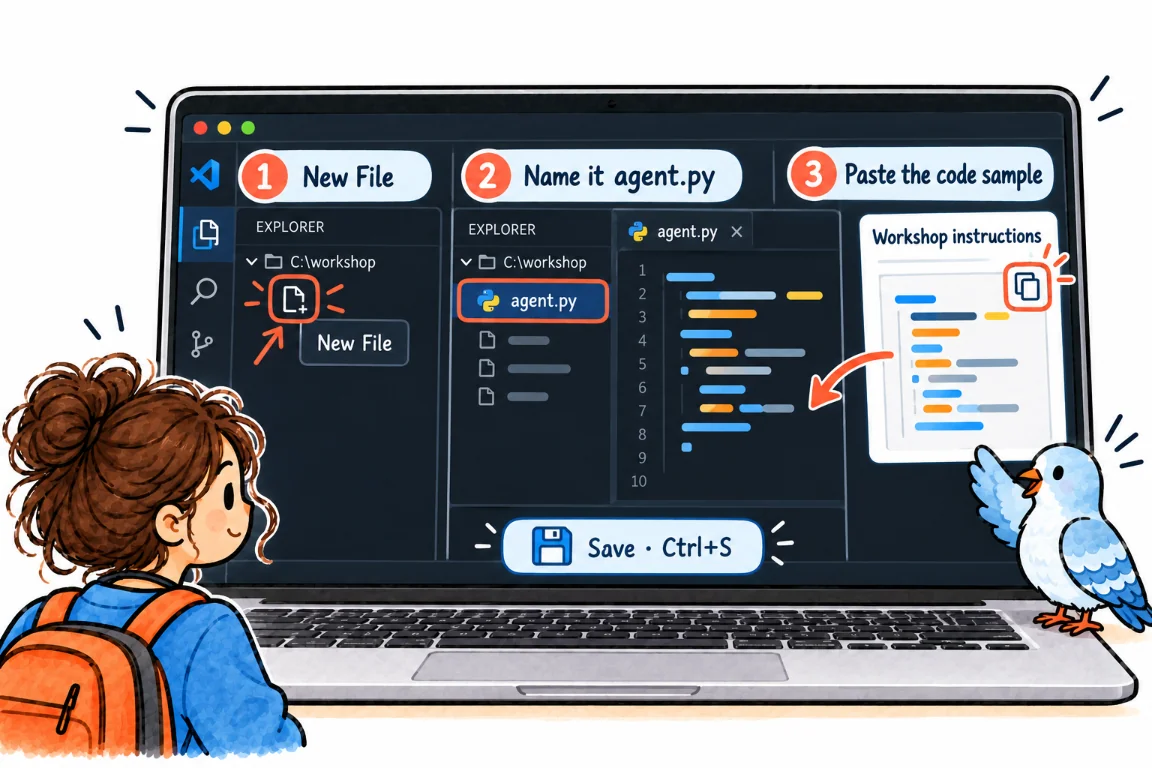 1 New File
2 Name it agent.py
3 Paste the code sample
EXPLORER
C:\workshop
New File
EXPLORER
C:\workshop
agent.py
agent.py
1
2
3
4
5
6
7
8
9
10
Workshop instructions
Save · Ctrl+S